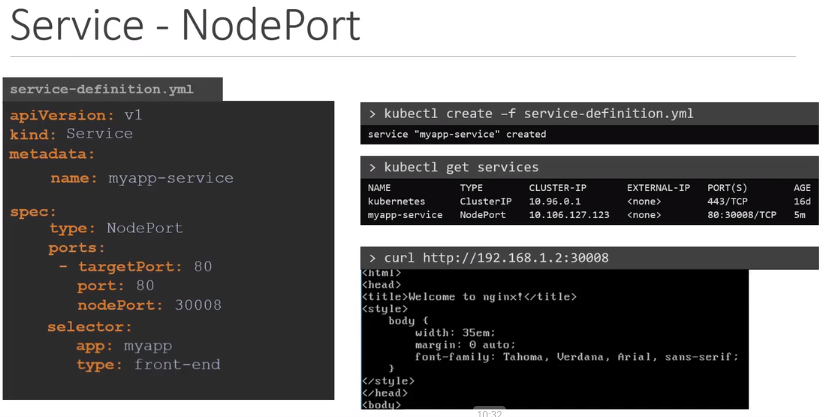 Service - NodePort
service-definition.yml
apiVersion: v1
kind: Service
metadata:
name: myapp-service
spec:
type: NodePort
ports:
- targetPort: 80
port: 80
nodePort: 30008
selector:
app: myapp
type: front-end
> kubectl create –f service-definition.yml
service "myapp-service" created
> kubectl get services
NAME TYPE CLUSTER-IP EXTERNAL-IP PORT(S) AGE
kubernetes ClusterIP 10.96.0.1 <none> 443/TCP 16d
myapp-service NodePort 10.106.127.123 <none> 80:30008/TCP 5m
> curl http://192.168.1.2:30008
<html>
<head>
<title>Welcome to nginx!</title>
<style>
body {
width: 35em;
margin: 0 auto;
font-family: Tahoma, Verdana, Arial, sans-serif;
}
</style>
</head>
<body>
10:32